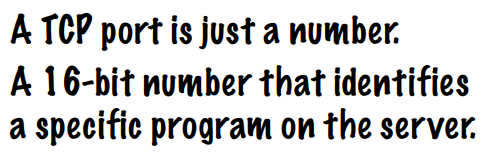 A TCP port is just a number.
A 16-bit number that identifies
a specific program on the server.